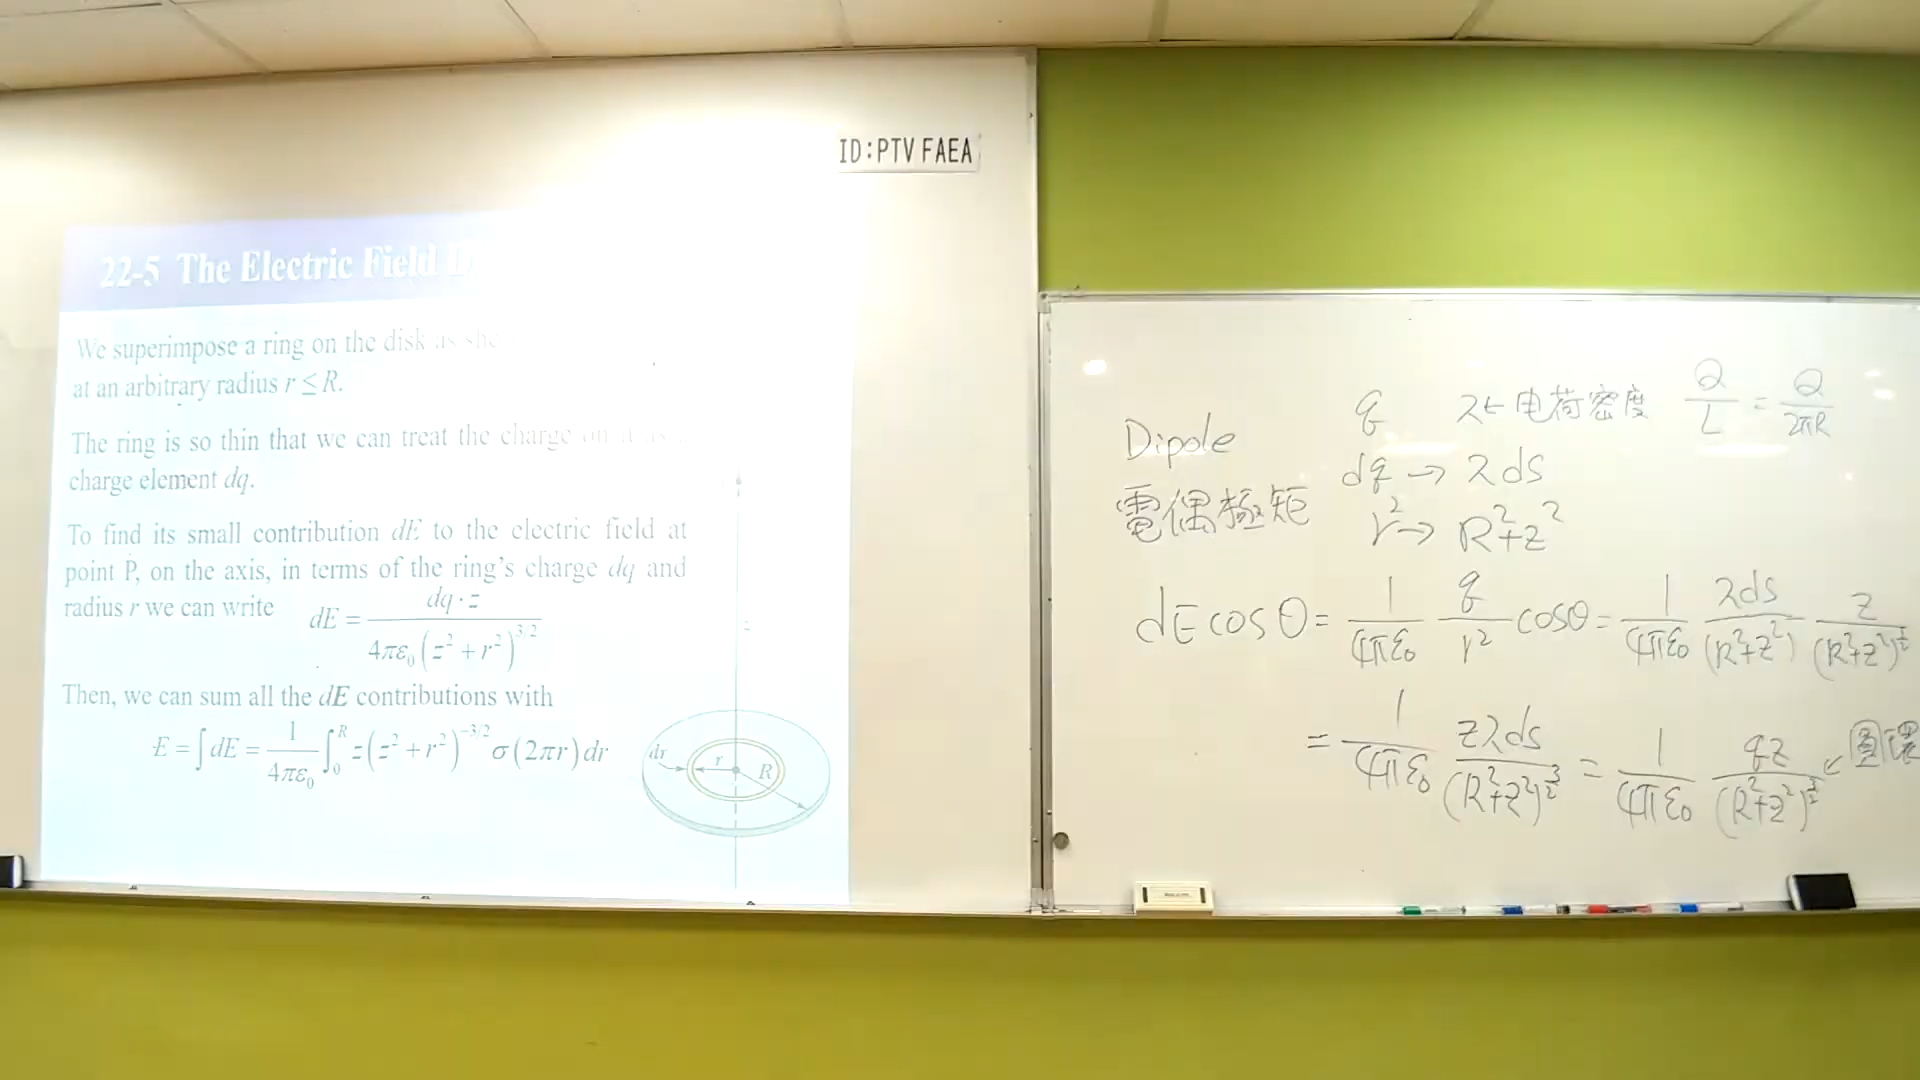 ID:PTV FAEA
22-5 The Electric Field D
We superimpose a ring on the disk as sho
at an arbitrary radius r ≤ R.
The ring is so thin that we can treat the charge on it as a
charge element dq.
To find its small contribution dE to the electric field at
point P, on the axis, in terms of the ring's charge dq and
radius r we can write
dE = dq · z / 4πε₀(z² + r²)^3/2
Then, we can sum all the dE contributions with
E = ∫dE = 1/4πε₀ ∫₀ᴿ z(z² + r²)^−3/2 σ(2πr)dr
dr r R
z
Dipole
電偶極矩
q λ← 电荷密度 Q/L = Q/2πR
dq → λds
r² → R²+z²
dE cosθ = 1/4πε₀ q/r² cosθ = 1/4πε₀ λds/(R²+z²) z/(R²+z²)^1/2
= 1/4πε₀ zλds/(R²+z²)^3/2 = 1/4πε₀ qz/(R²+z²)^3/2 ← 圓環